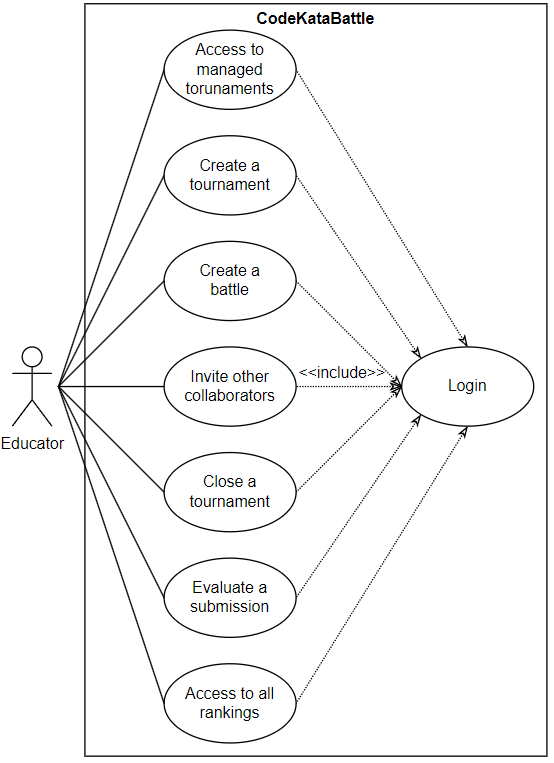 CodeKataBattle
Access to
managed
torunaments
Create a
tournament
Create a
battle
Invite other
collaborators
<<include>>
Login
Educator
Close a
tournament
Evaluate a
submission
Access to all
rankings